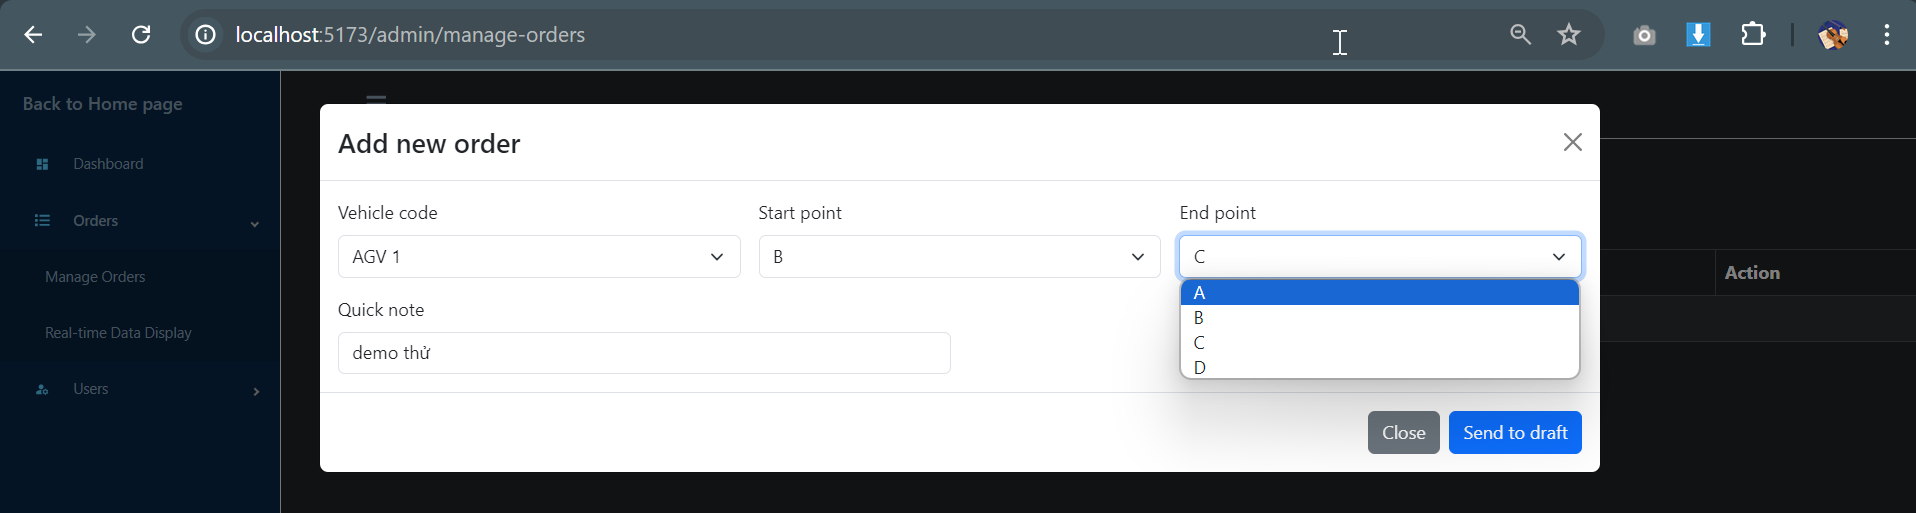 localhost:5173/admin/manage-orders
Back to Home page
Dashboard
Orders
Manage Orders
Real-time Data Display
Users
Add new order
Vehicle code
Start point
End point
AGV 1
B
C
A
B
C
D
Quick note
demo thử
Close
Send to draft
Action